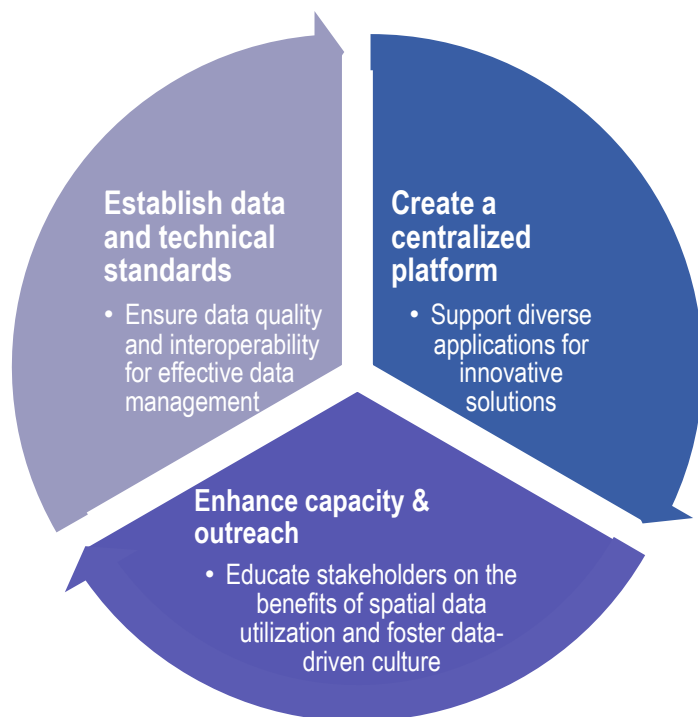 Establish data
and technical
standards
• Ensure data quality
and interoperability
for effective data
management
Create a
centralized
platform
• Support diverse
applications for
innovative
solutions
Enhance capacity &
outreach
• Educate stakeholders on the
benefits of spatial data
utilization and foster data-
driven culture